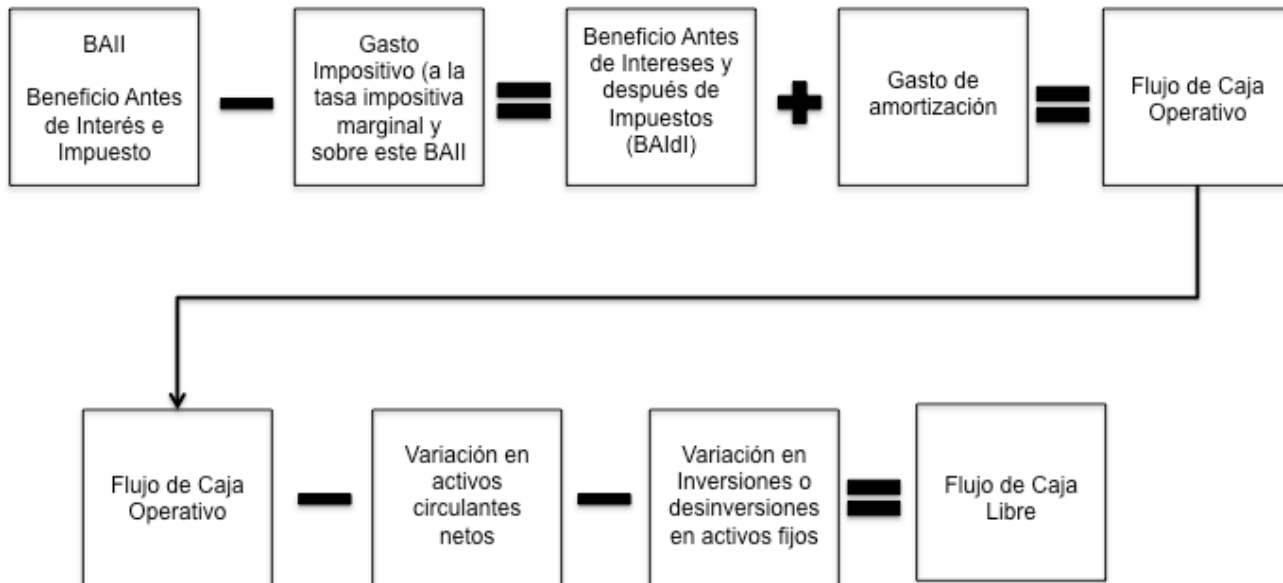 BAII
Beneficio Antes
de Interés e
Impuesto
Gasto
Impositivo (a la
tasa impositiva
marginal y
sobre este BAII
Beneficio Antes
de Intereses y
después de
Impuestos
(BAIdI)
Gasto de
amortización
Flujo de Caja
Operativo
Flujo de Caja
Operativo
Variación en
activos
circulantes
netos
Variación en
Inversiones o
desinversiones
en activos fijos
Flujo de Caja
Libre